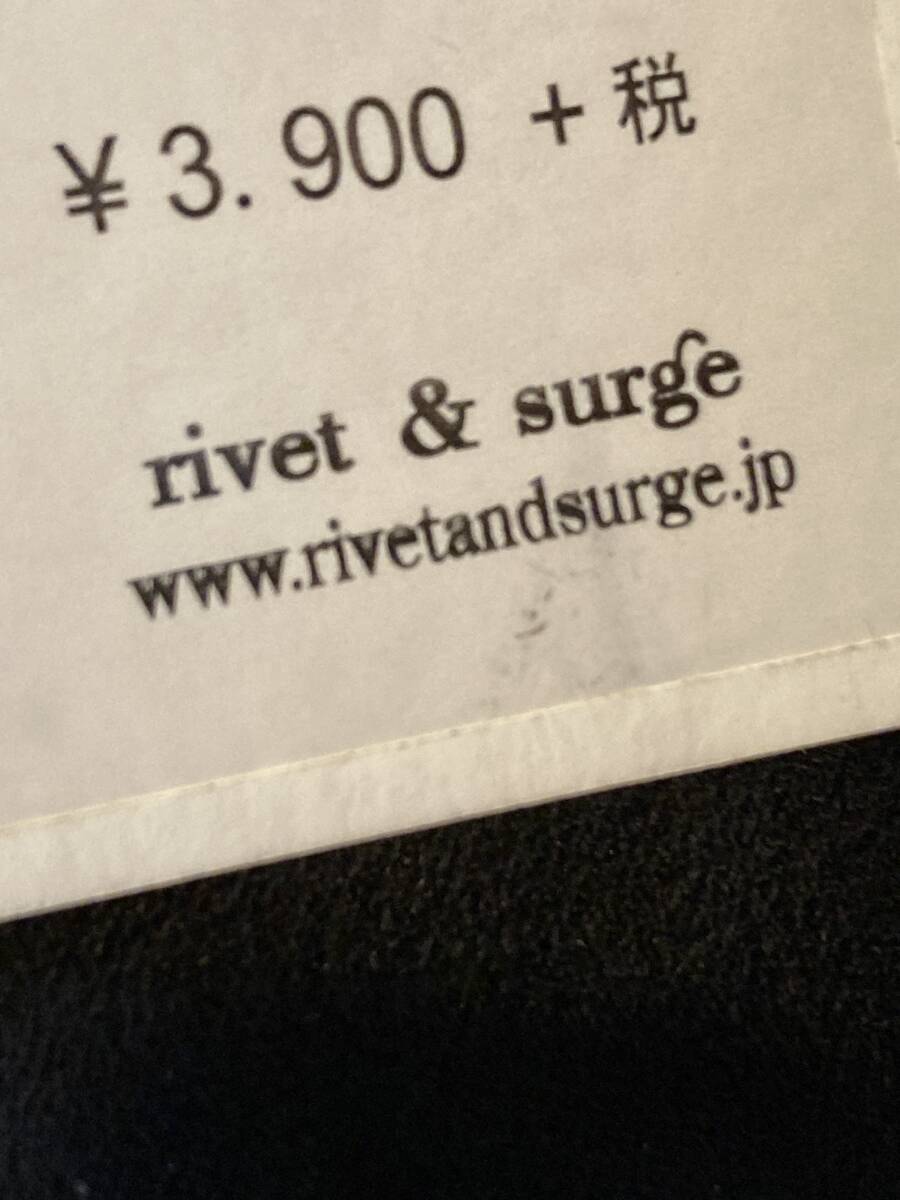 ¥3.900 +税
rivet & surge
www.rivetandsurge.jp